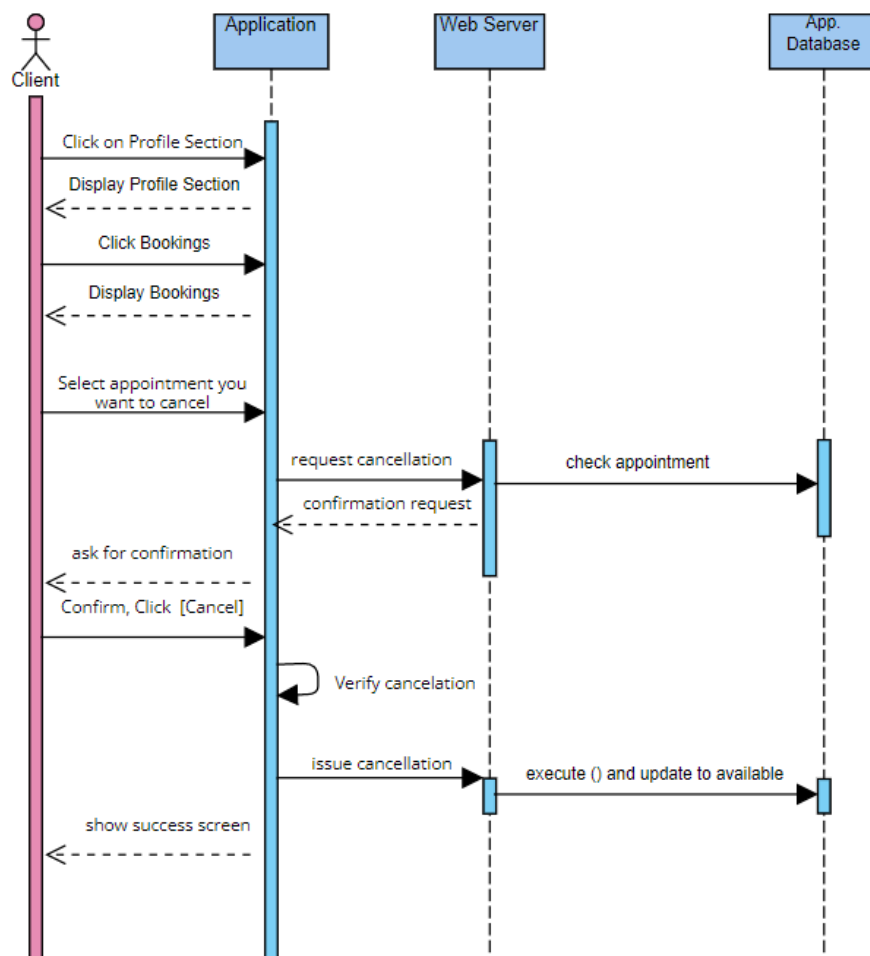 Application
Web Server
App.
Database
Client
Click on Profile Section
Display Profile Section
Click Bookings
Display Bookings
Select appointment you
want to cancel
request cancellation
check appointment
confirmation request
ask for confirmation
Confirm, Click [Cancel]
Verify cancelation
issue cancellation
execute () and update to available
show success screen